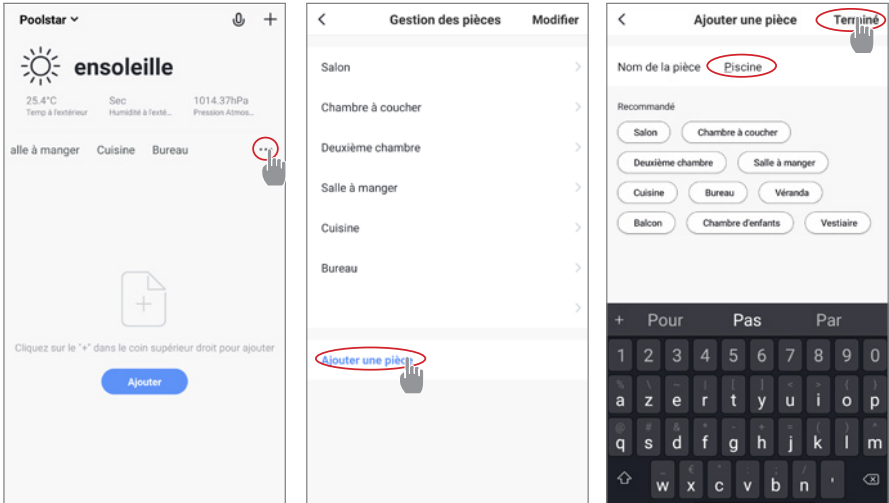 Poolstar
ensoleille
25.4°C Sec 1014.37hPa
Temp à l'extérieur Humidité à l'exté... Pression Atmos...
alle à manger Cuisine Bureau ...
Cliquez sur le "+" dans le coin supérieur droit pour ajouter
Ajouter
Gestion des pièces Modifier
Salon
Chambre à coucher
Deuxième chambre
Salle à manger
Cuisine
Bureau
Ajouter une pièce
Ajouter une pièce Terminé
Nom de la pièce Piscine
Recommandé
Salon Chambre à coucher
Deuxième chambre Salle à manger
Cuisine Bureau Véranda
Balcon Chambre d'enfants Vestiaire
+ Pour Pas Par
1 2 3 4 5 6 7 8 9 0
a z e r t y u i o p
q s d f g h j k l m
w x c v b n '